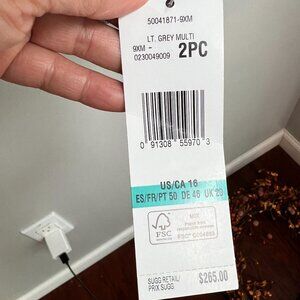 50041871-9XM
LT. GREY MULTI
9XM -
0230049009
2PC
0 91308 55970 3
US/CA 16
ES/FR/PT 50 DE 46 UK 20
FSC
MIX
SUGG RETAIL/
PRIX SUGG
$265.00